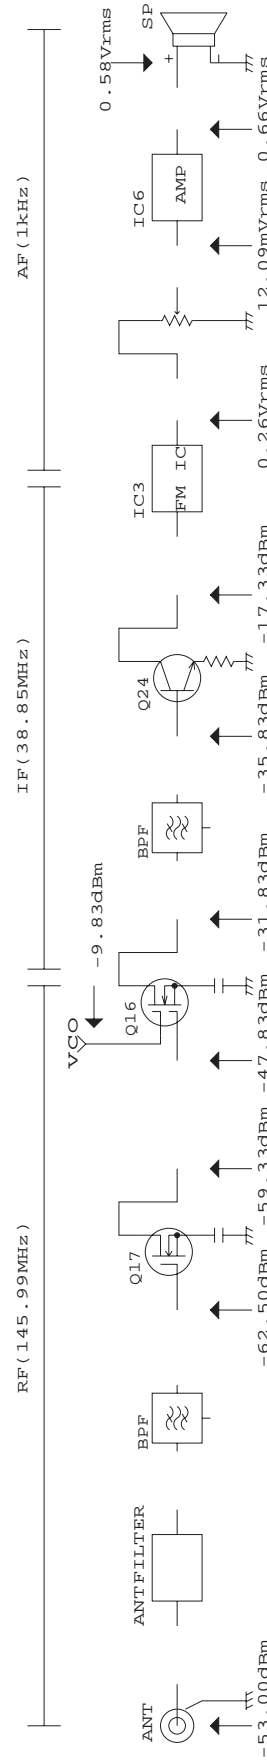 RF(145.99MHz)
IF(38.85MHz)
AF(1kHz)
VCO
-9.83dBm
0.58Vrms
ANT
ANTFILTER
BPF
Q17
Q16
BPF
Q24
IC3
FM IC
IC6
AMP
SP
+
-
-53.00dBm
-62.50dBm
-59.33dBm
-47.83dBm
-31.83dBm
-35.83dBm
-17.33dBm
0.26Vrms
12.09mVrms
0.66Vrms